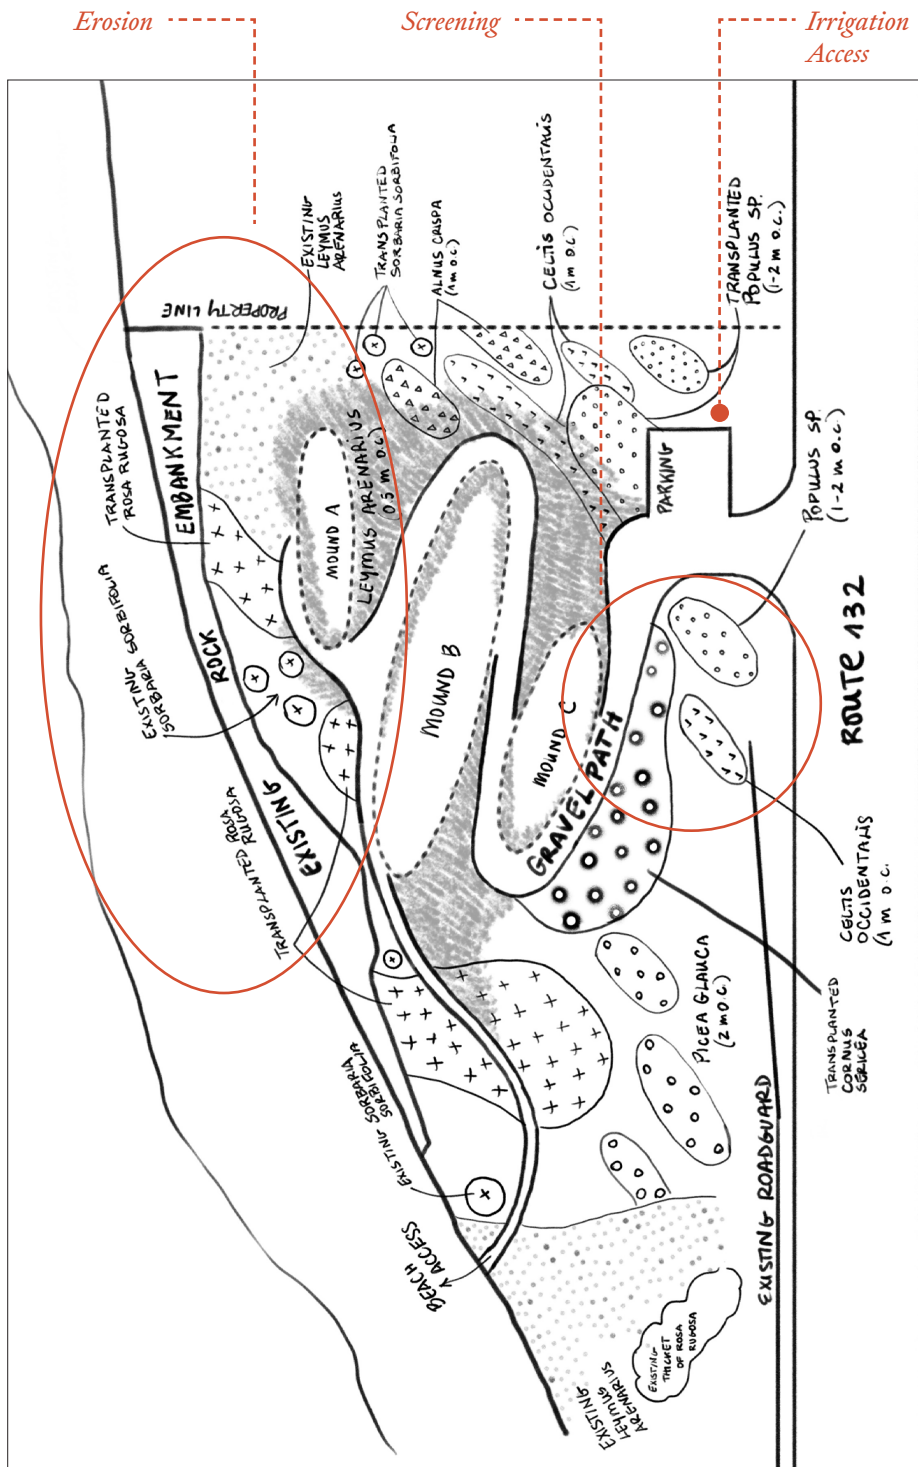 Erosion
Screening
Irrigation
Access
EXISTING
LEYMUS
ARENARIUS
TRANSPLANTED
SORBARIA SORBIFOLIA
ALNUS CRISPA
(1 m o.c)
CELTIS OCCIDENTALIS
(1 m o.c)
TRANSPLANTED
POPULUS SP.
(1-2 m o.c.)
PROPERTY LINE
TRANSPLANTED
ROSA RUGOSA
EMBANKMENT
MOUND A
LEYMUS ARENARIUS
(0.5 m o.c)
PARKING
POPULUS SP.
(1-2 m o.c.)
EXISTING
SORBARIA SORBIFOLIA
ROCK
MOUND B
MOUND C
GRAVEL PATH
ROUTE 132
EXISTING
TRANSPLANTED ROSA
RUGOSA
CELTIS
OCCIDENTALIS
(1 m o.c.
PICEA GLAUCA
(2 m o.c.)
TRANSPLANTED
CORNUS
SERICEA
EXISTING SORBARIA
SORBIFOLIA
EXISTING ROADGUARD
BEACH
ACCESS
EXISTING
THICKET
OF ROSA
RUGOSA
EXISTING
LEYMUS
ARENARIUS